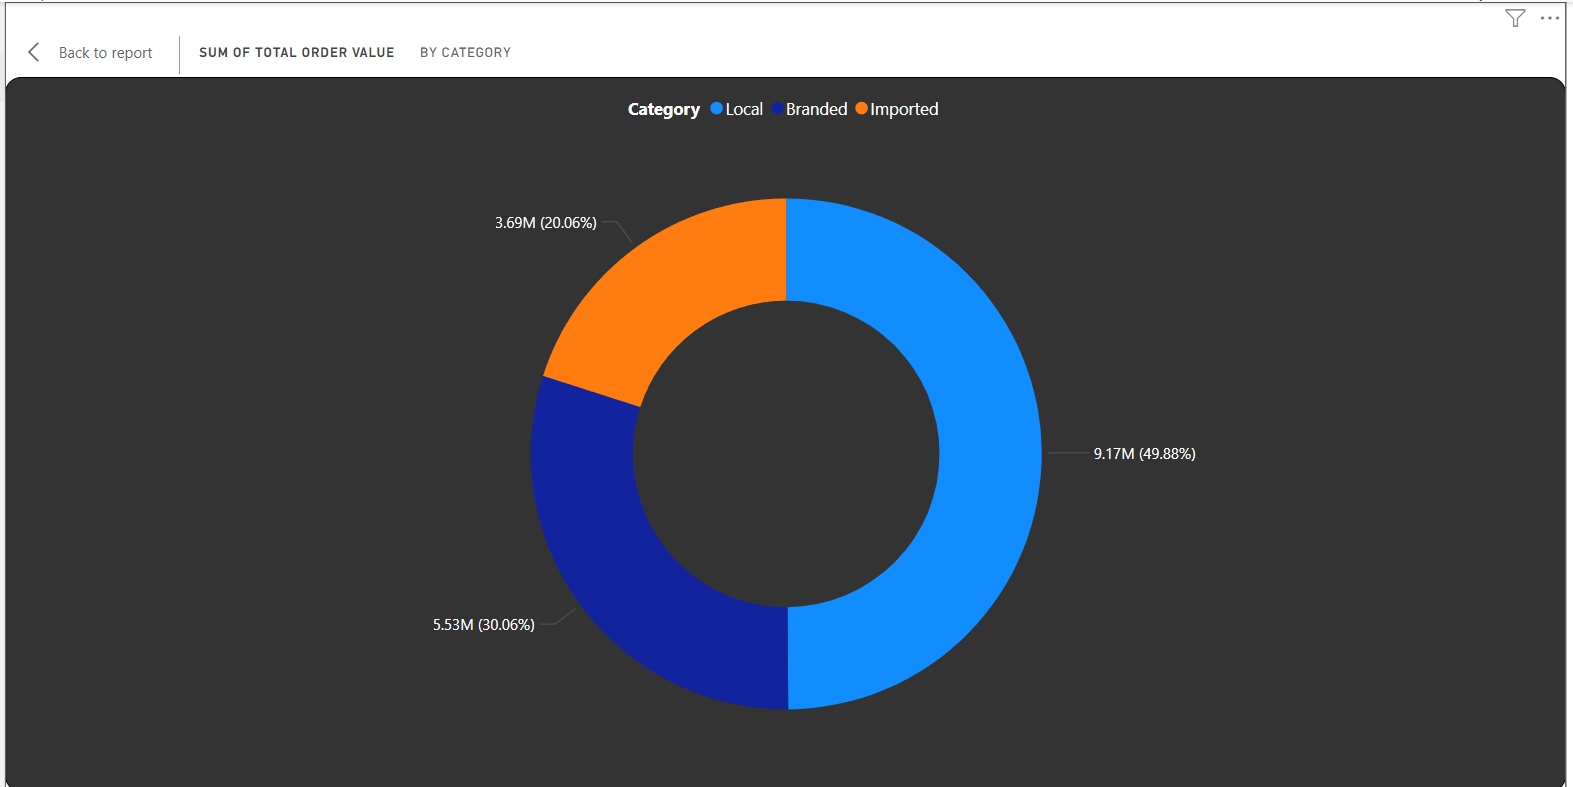 Back to report
SUM OF TOTAL ORDER VALUE BY CATEGORY
Category Local Branded Imported
3.69M (20.06%)
9.17M (49.88%)
5.53M (30.06%)